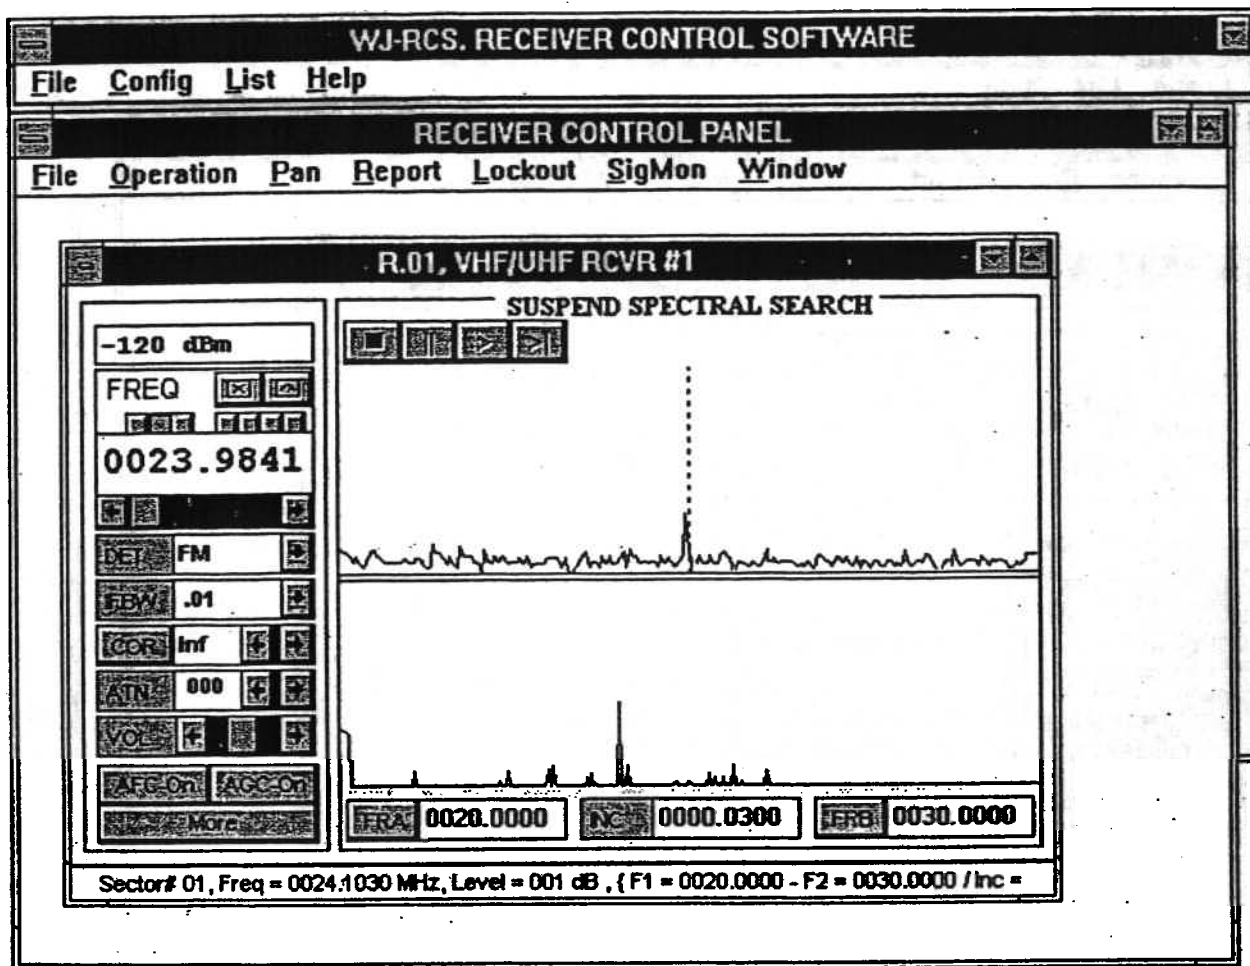 WJ-RCS. RECEIVER CONTROL SOFTWARE
File Config List Help
RECEIVER CONTROL PANEL
File Operation Pan Report Lockout SigMon Window
R.01, VHF/UHF RCVR #1
SUSPEND SPECTRAL SEARCH
-120 dBm
FREQ
0023.9841
DET FM
.01
COR Inf
ATN 000
VOL
AFC-On AGC-On
More
FRA 0020.0000 INC 0000.0300 FRB 0030.0000
Sector# 01, Freq = 0024.1030 MHz, Level = 001 dB , { F1 = 0020.0000 - F2 = 0030.0000 / Inc =